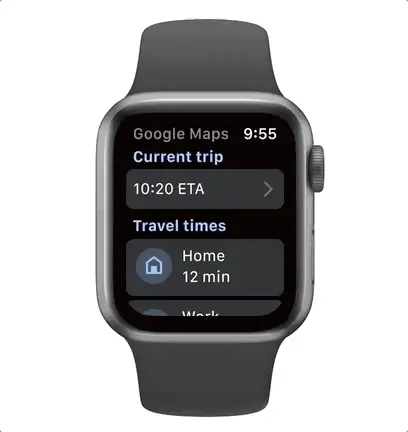 Google Maps 9:55
Current trip
10:20 ETA
Travel times
Home
12 min
Work